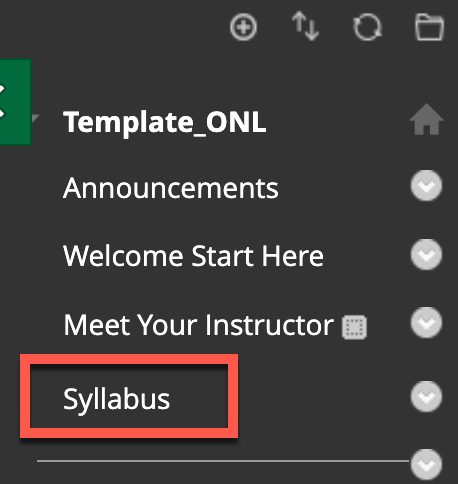 Template_ONL
Announcements
Welcome Start Here
Meet Your Instructor
Syllabus